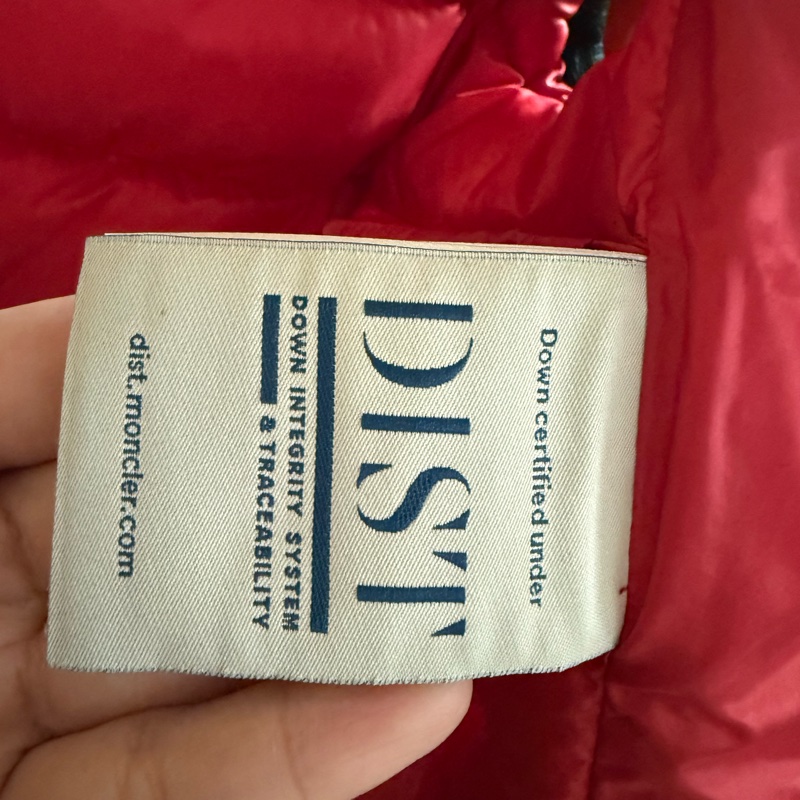 Down certified under
DIST
DOWN INTEGRITY SYSTEM
& TRACEABILITY
dist.moncler.com